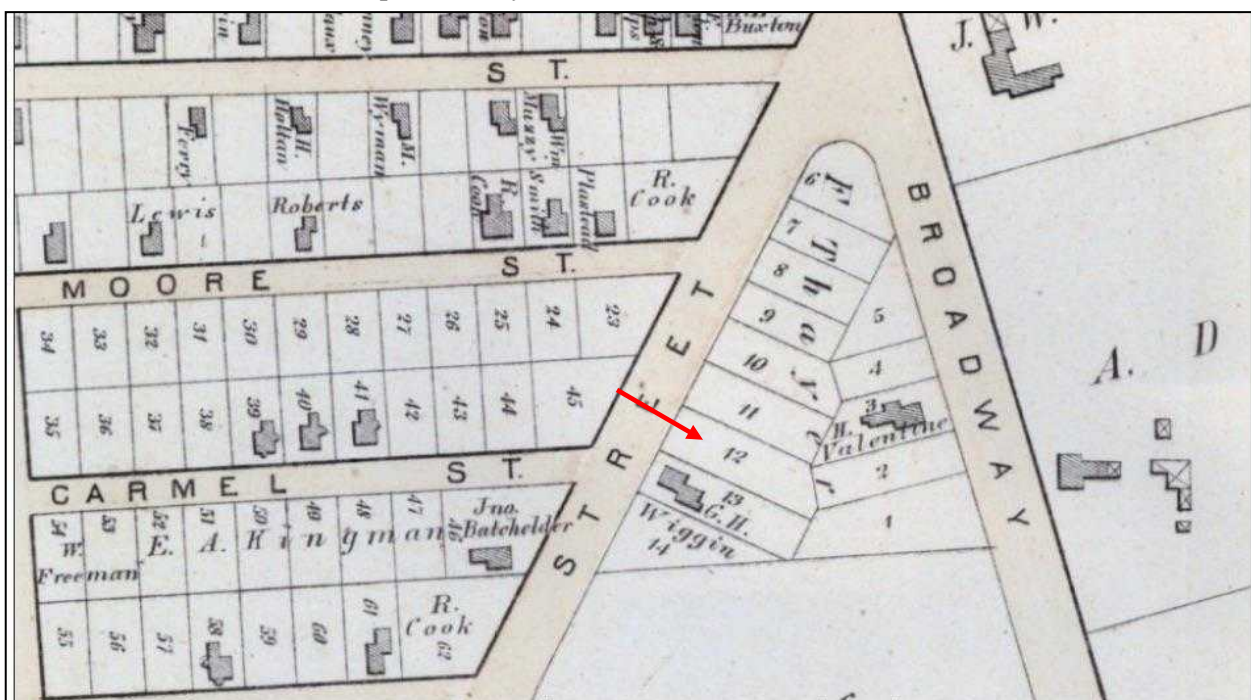 Buxton
J. W.
ST.
Ferry
H. Hallan
M. Wyman
Muzzy
Win
Lewis
Roberts
R. Cook
Smith
R. Cook
MOORE ST.
34 33 32 31 30 29 28 27 26 25 24 23
35 36 37 38 39 40 41 42 43 44 45
CARMEL ST.
54 53 52 51 50 49 48 47 46
W. Freeman
E. A. Kingman
Jno. Batchelder
55 56 57 58 59 60 61 62
R. Cook
STREET
BROADWAY
F Tharer
6
7
8
9
10
11
12
13
14
G. H. Wiggin
5
4
3
W. Valentine
2
1
A. D